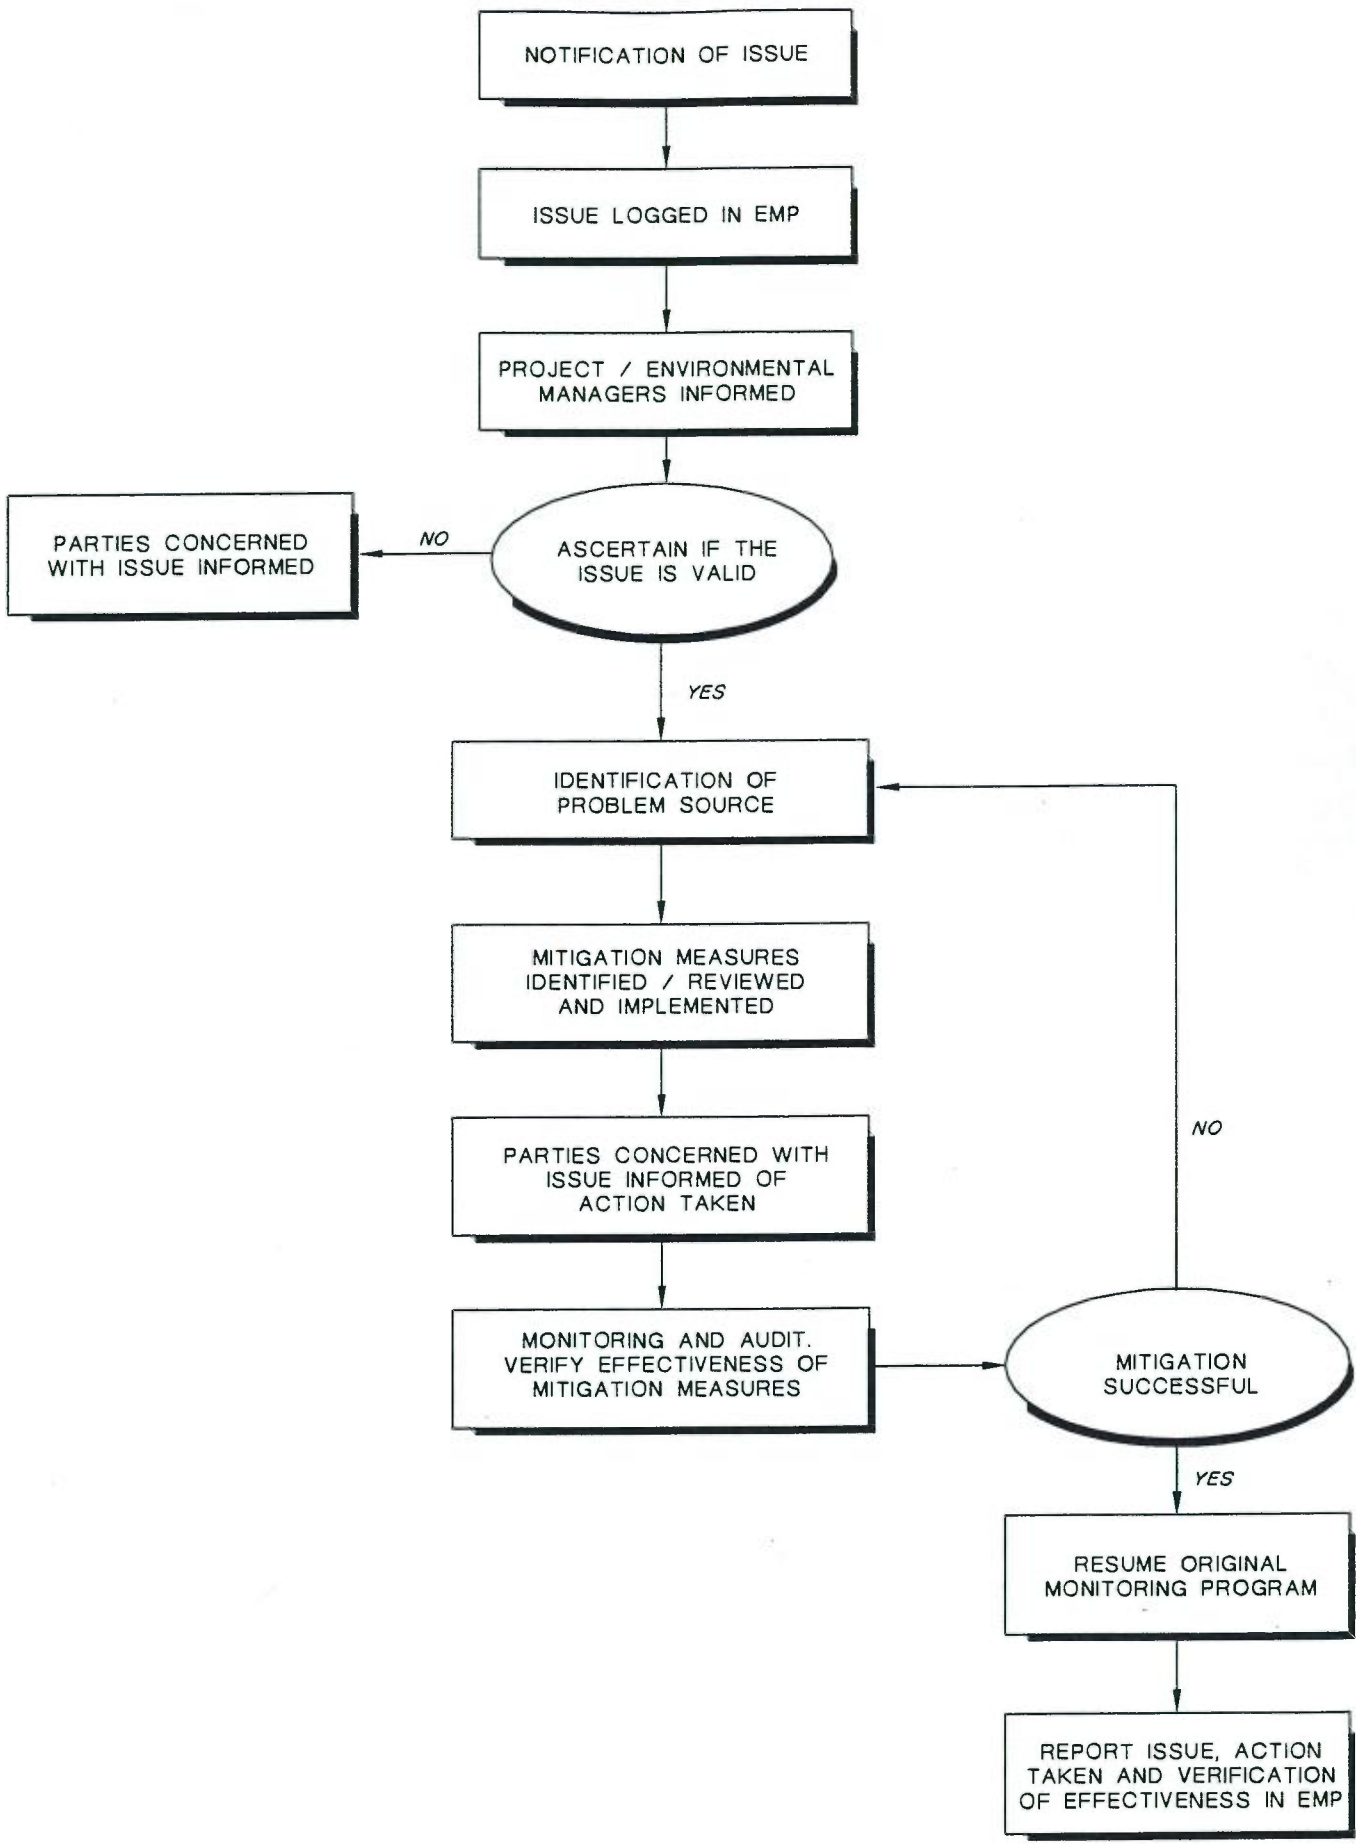 NOTIFICATION OF ISSUE
ISSUE LOGGED IN EMP
PROJECT / ENVIRONMENTAL
MANAGERS INFORMED
PARTIES CONCERNED
WITH ISSUE INFORMED
NO
ASCERTAIN IF THE
ISSUE IS VALID
YES
IDENTIFICATION OF
PROBLEM SOURCE
MITIGATION MEASURES
IDENTIFIED / REVIEWED
AND IMPLEMENTED
PARTIES CONCERNED WITH
ISSUE INFORMED OF
ACTION TAKEN
NO
MONITORING AND AUDIT.
VERIFY EFFECTIVENESS OF
MITIGATION MEASURES
MITIGATION
SUCCESSFUL
YES
RESUME ORIGINAL
MONITORING PROGRAM
REPORT ISSUE, ACTION
TAKEN AND VERIFICATION
OF EFFECTIVENESS IN EMP